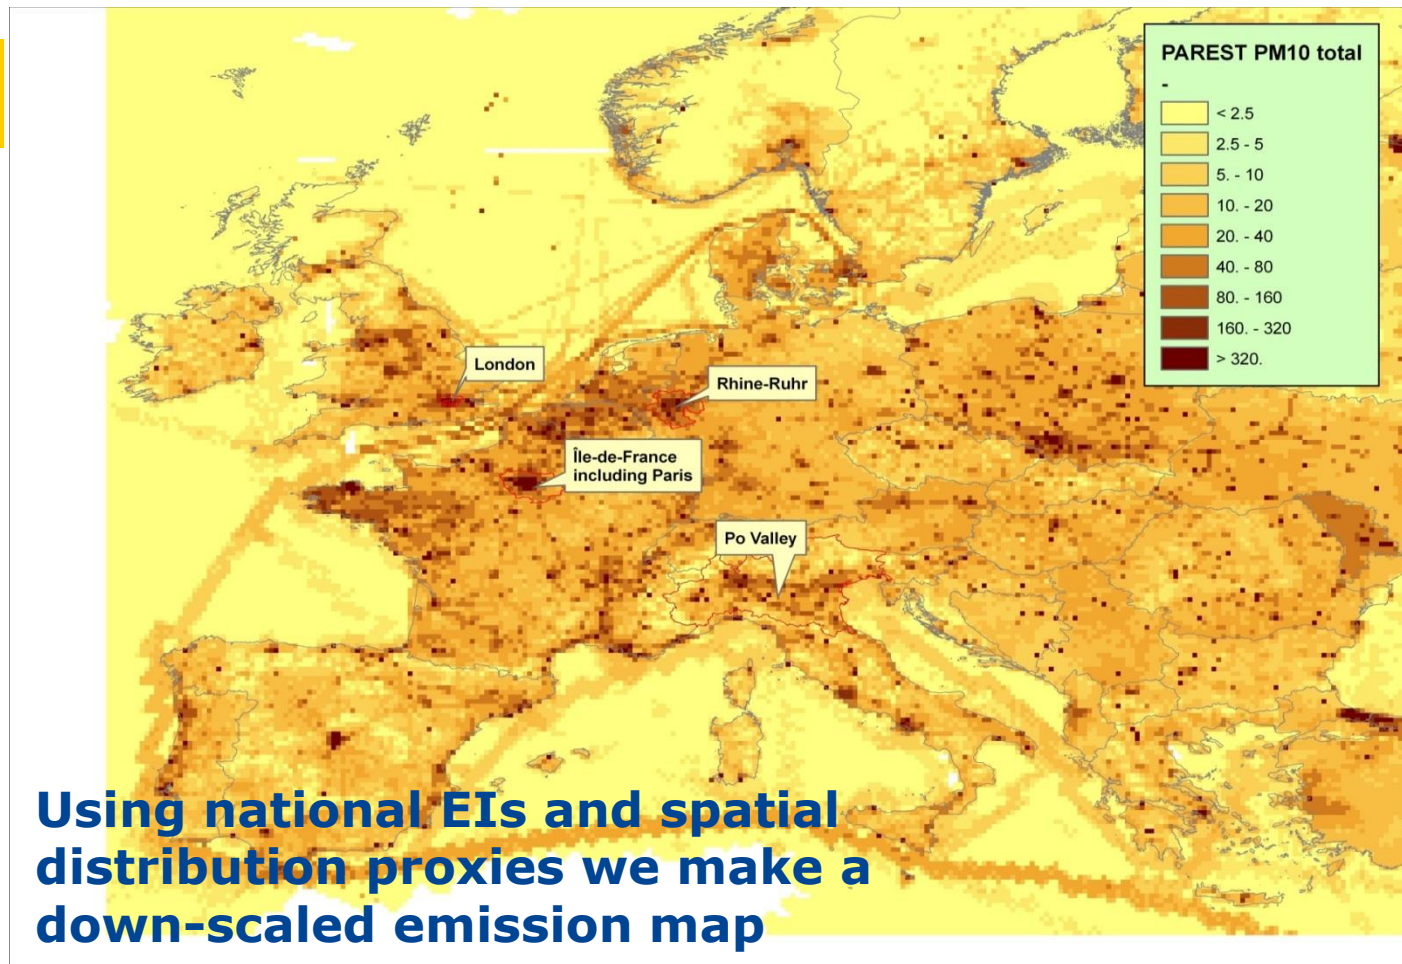 PAREST PM10 total
-
< 2.5
2.5 - 5
5. - 10
10. - 20
20. - 40
40. - 80
80. - 160
160. - 320
> 320.
London
Rhine-Ruhr
Île-de-France
including Paris
Po Valley
Using national EIs and spatial
distribution proxies we make a
down-scaled emission map